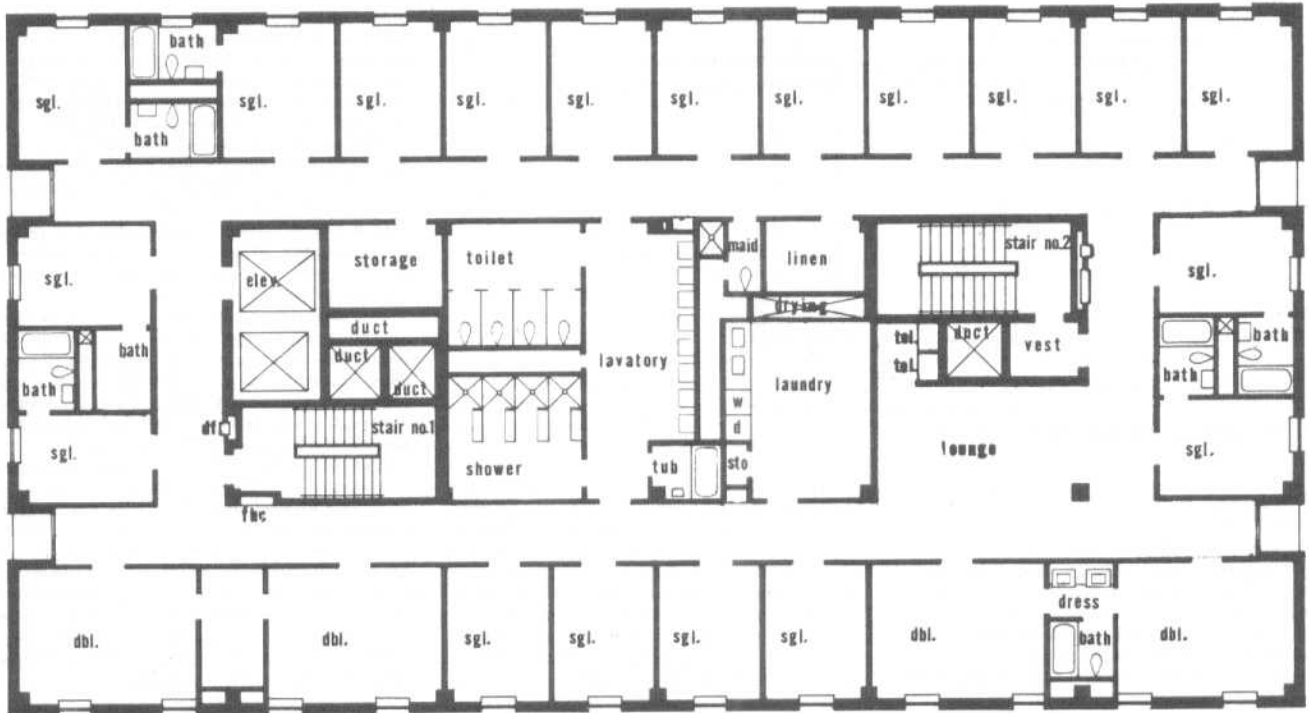 bath
sgl.
sgl.
sgl.
sgl.
sgl.
sgl.
sgl.
sgl.
sgl.
sgl.
sgl.
bath
storage
toilet
maid
linen
stair no.2
sgl.
elev.
sgl.
drying
duct
tel.
duct
vest
bath
bath
duct
lavatory
tel.
bath
duct
laundry
bath
w
df
stair no.1
d
sgl.
shower
tub
sto
lounge
sgl.
fhc
dress
dbl.
dbl.
sgl.
sgl.
sgl.
sgl.
dbl.
bath
dbl.